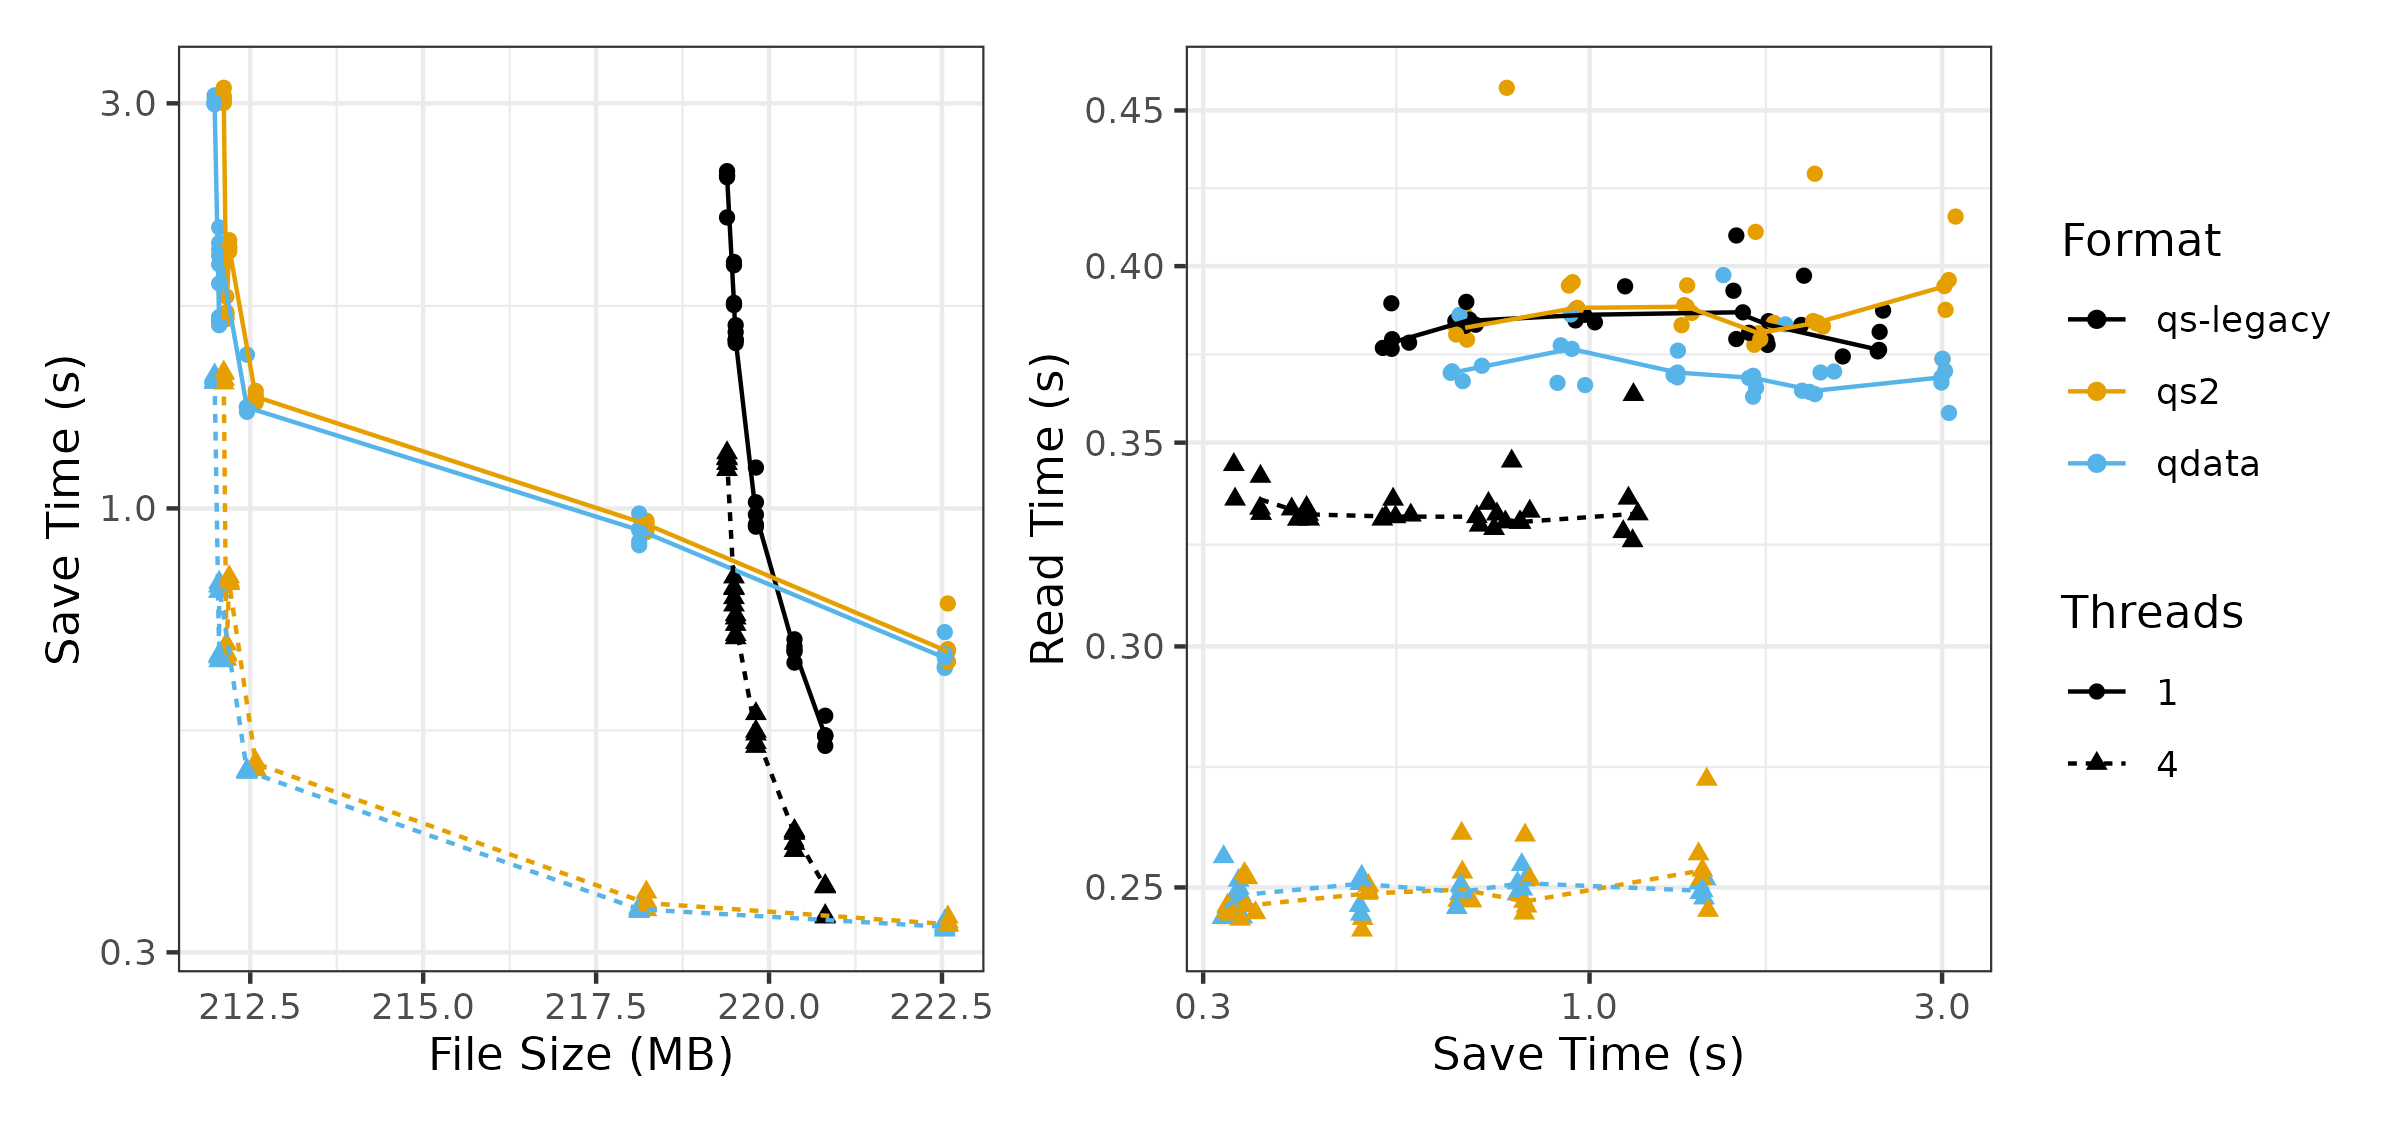 Save Time (s)
3.0
1.0
0.3
212.5 215.0 217.5 220.0 222.5
File Size (MB)
Read Time (s)
0.45
0.40
0.35
0.30
0.25
0.3 1.0 3.0
Save Time (s)
Format
qs-legacy
qs2
qdata
Threads
1
4